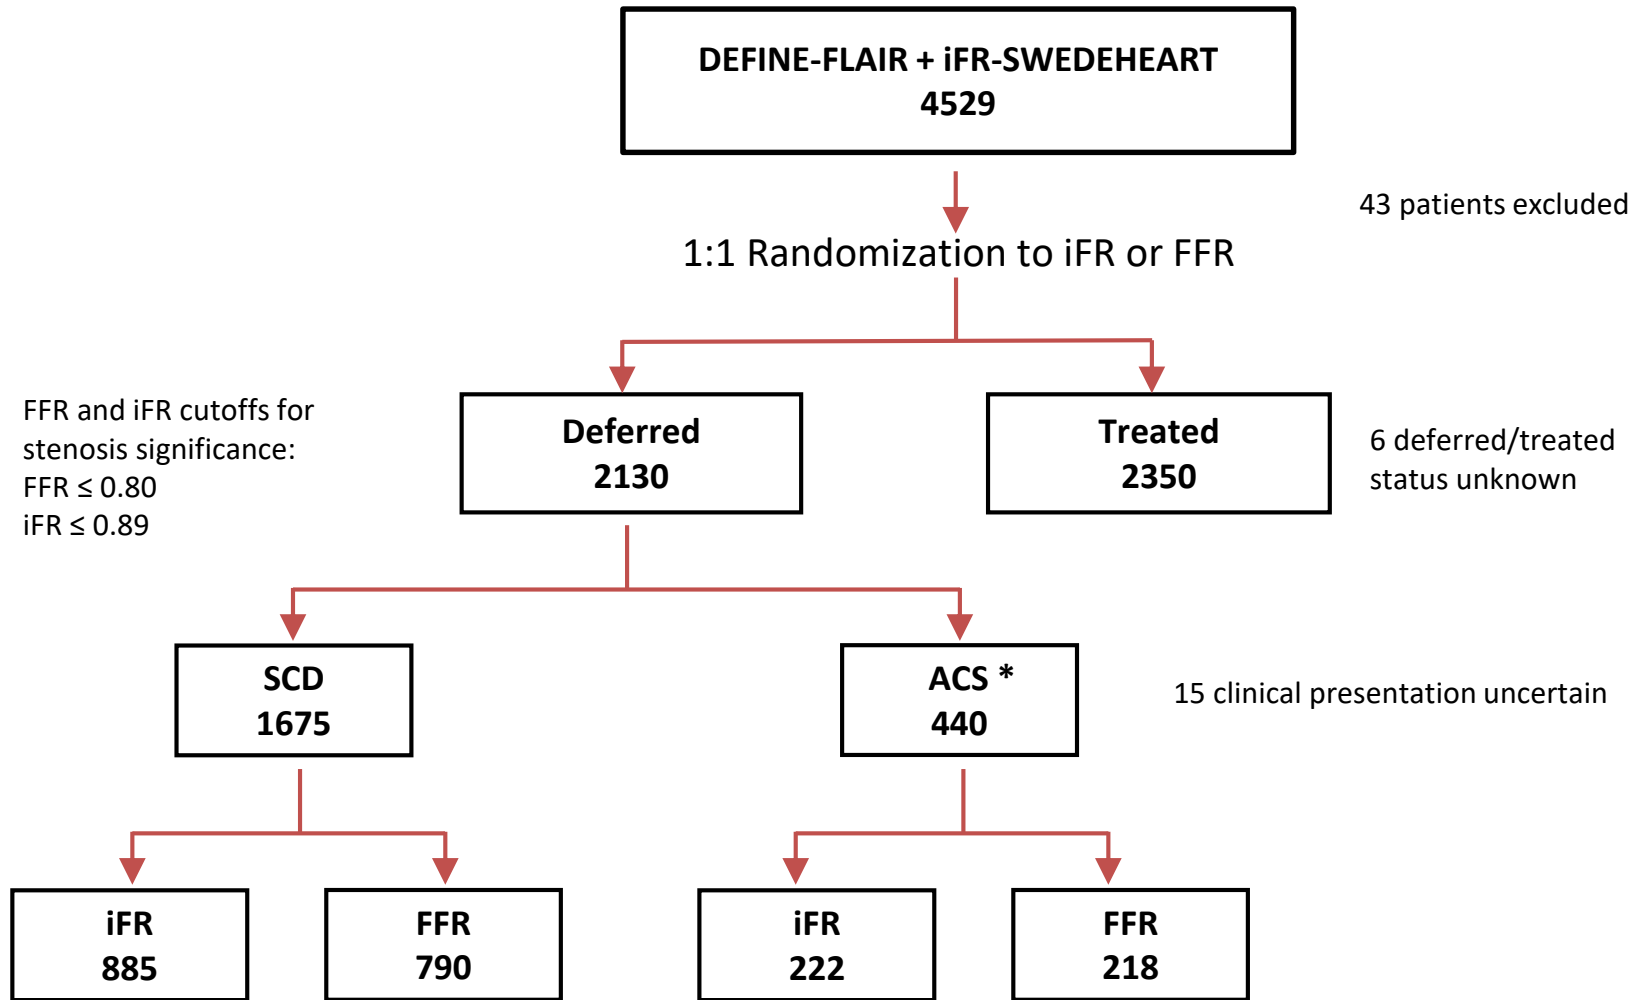 DEFINE-FLAIR + iFR-SWEDEHEART
4529
43 patients excluded
1:1 Randomization to iFR or FFR
FFR and iFR cutoffs for
stenosis significance:
FFR ≤ 0.80
iFR ≤ 0.89
Deferred
2130
Treated
2350
6 deferred/treated
status unknown
SCD
1675
ACS *
440
15 clinical presentation uncertain
iFR
885
FFR
790
iFR
222
FFR
218